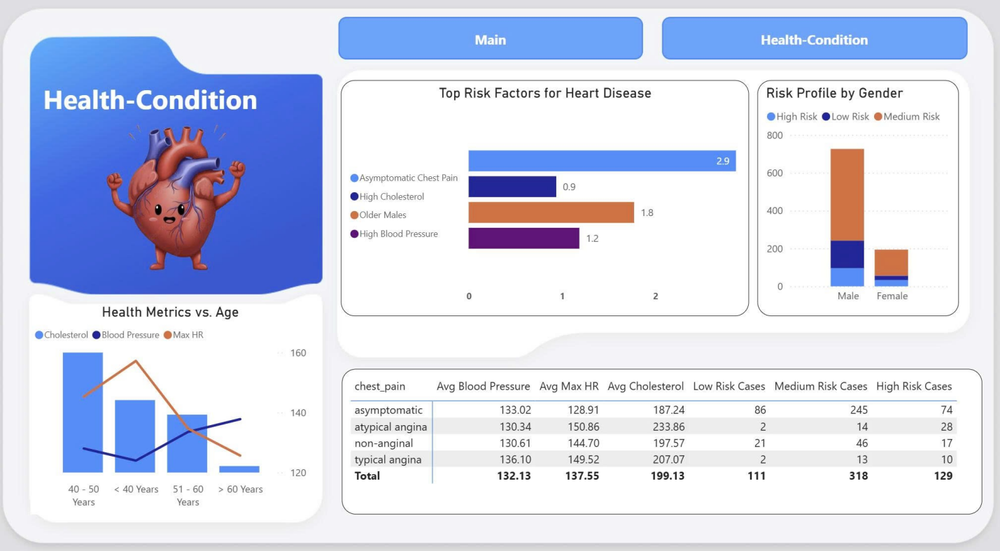 Main
Health-Condition
Health-Condition
Top Risk Factors for Heart Disease
Asymptomatic Chest Pain
High Cholesterol
Older Males
High Blood Pressure
2.9
0.9
1.8
1.2
0 1 2
Risk Profile by Gender
High Risk Low Risk Medium Risk
800
600
400
200
0
Male Female
Health Metrics vs. Age
Cholesterol Blood Pressure Max HR
160
140
120
40 - 50 Years
< 40 Years
51 - 60 Years
> 60 Years
chest_pain Avg Blood Pressure Avg Max HR Avg Cholesterol Low Risk Cases Medium Risk Cases High Risk Cases
asymptomatic 133.02 128.91 187.24 86 245 74
atypical angina 130.34 150.86 233.86 2 14 28
non-anginal 130.61 144.70 197.57 21 46 17
typical angina 136.10 149.52 207.07 2 13 10
Total 132.13 137.55 199.13 111 318 129